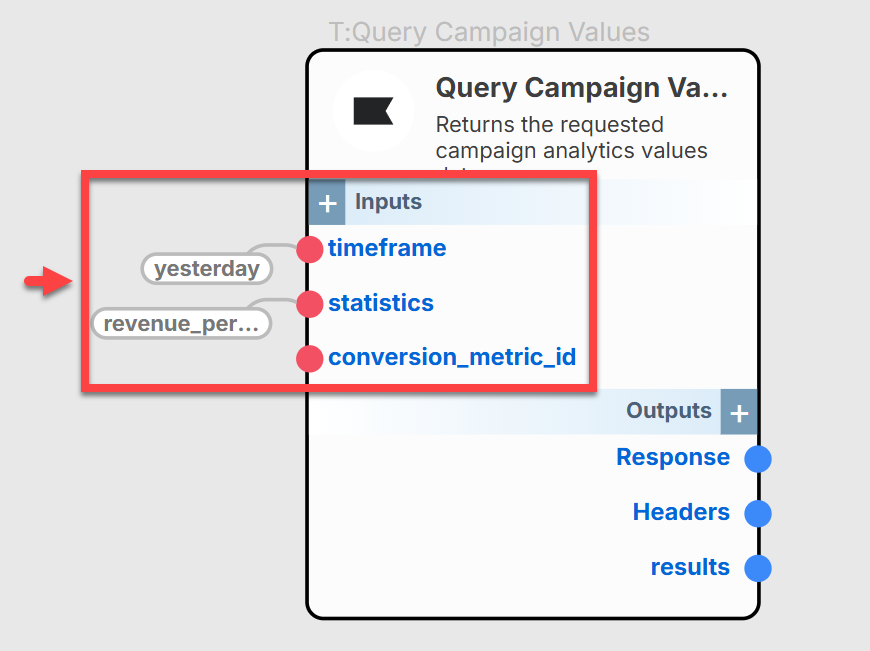 T:Query Campaign Values
Query Campaign Va...
Returns the requested
campaign analytics values
+ Inputs
timeframe
yesterday
statistics
revenue_per...
conversion_metric_id
Outputs +
Response
Headers
results